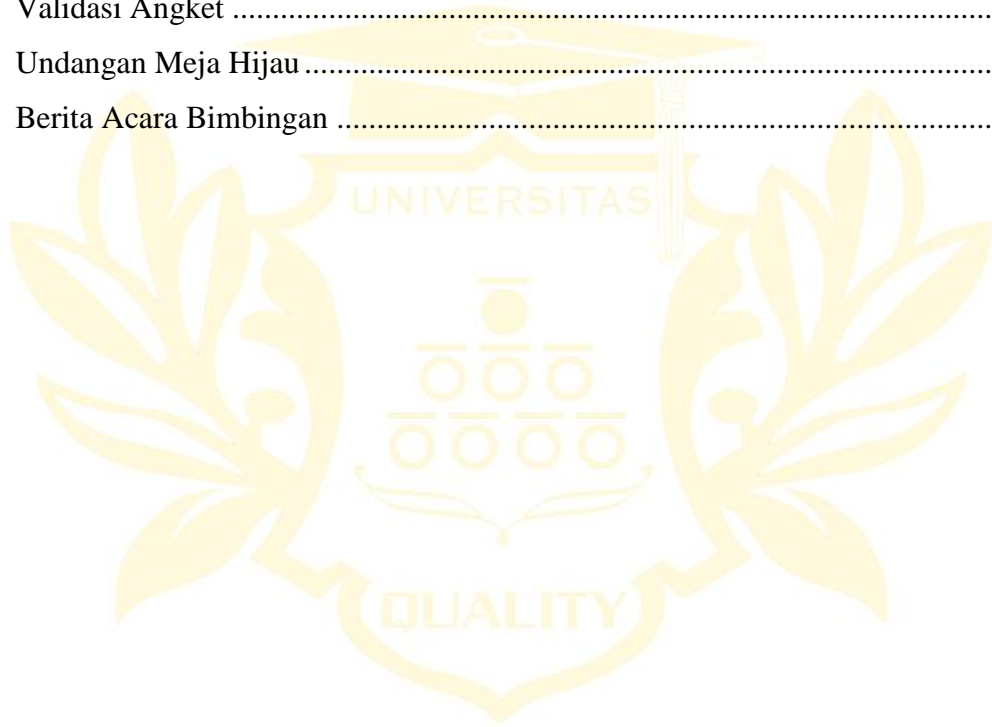 Validasi Angket ........................................................................................
Undangan Meja Hijau ...............................................................................
Berita Acara Bimbingan ...........................................................................
UNIVERSITAS
QUALITY